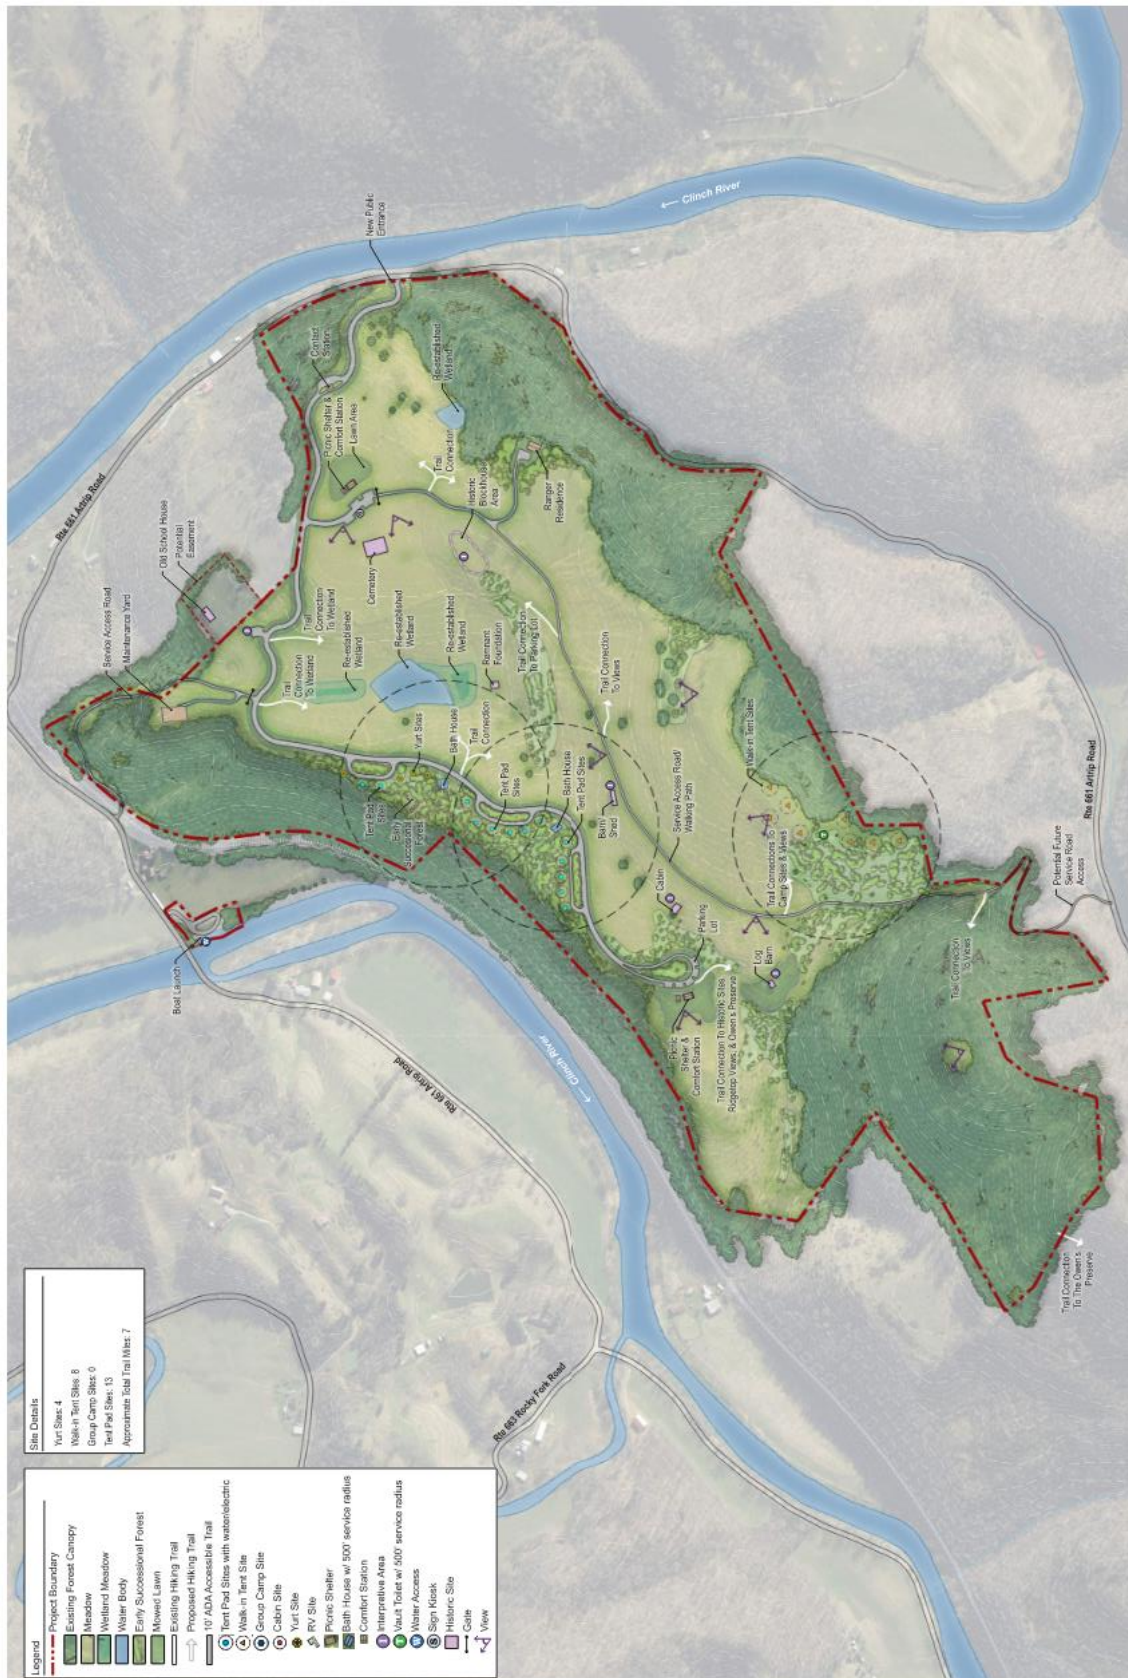 Site Details
Yurt Sites: 4
Walk-in Tent Sites: 8
Group Camp Sites: 0
Tent Pad Sites: 13
Approximate Total Trail Miles: 7
Legend
Project Boundary
Existing Forest Canopy
Meadow
Wetland Meadow
Water Body
Early Successional Forest
Mowed Lawn
Existing Hiking Trail
Proposed Hiking Trail
10' ADA Accessible Trail
Tent Pad Sites with water/electric
Walk-in Tent Site
Group Camp Site
Cabin Site
Yurt Site
RV Site
Picnic Shelter
Bath House w/ 500' service radius
Comfort Station
Interpretive Area
Vault Toilet w/ 500' service radius
Water Access
Sign Kiosk
Historic Site
Gate
View
Rte 663 Rocky Fork Road
Rte 661 Artrip Road
← Clinch River
Boat Launch
Service Access Road
Maintenance Yard
Old School House
Potential
Easement
Rte 661 Artrip Road
Trail
Connection
To Wetland
Trail
Connection
To Wetland
Re-established
Wetland
Re-established
Wetland
Re-established
Wetland
Remnant
Foundation
Cemetery
Picnic Shelter &
Comfort Station
Lawn Area
Contact
Station
New Public
Entrance
← Clinch River
Re-established
Wetland
Trail
Connection
Historic
Blockhouse
Area
Ranger
Residence
Trail Connection
To Parking Lot
Trail Connection
To Views
Yurt Sites
Bath House
Trail
Connection
Tent Pad
Sites
Early
Successional
Forest
Tent Pad
Sites
Bath House
Tent Pad Sites
Barn/
Shed
Service Access Road/
Walking Path
Cabin
Parking
Lot
Log
Barn
Picnic
Shelter &
Comfort Station
Trail Connection To Historic Sites
Ridgetop Views, & Owen's Preserve
Walk-in Tent Sites
Trail Connections To
Camp Sites & Views
Trail Connection
To Views
Potential Future
Service Road
Access
Rte 661 Artrip Road
Trail Connection
To The Owen's
Preserve